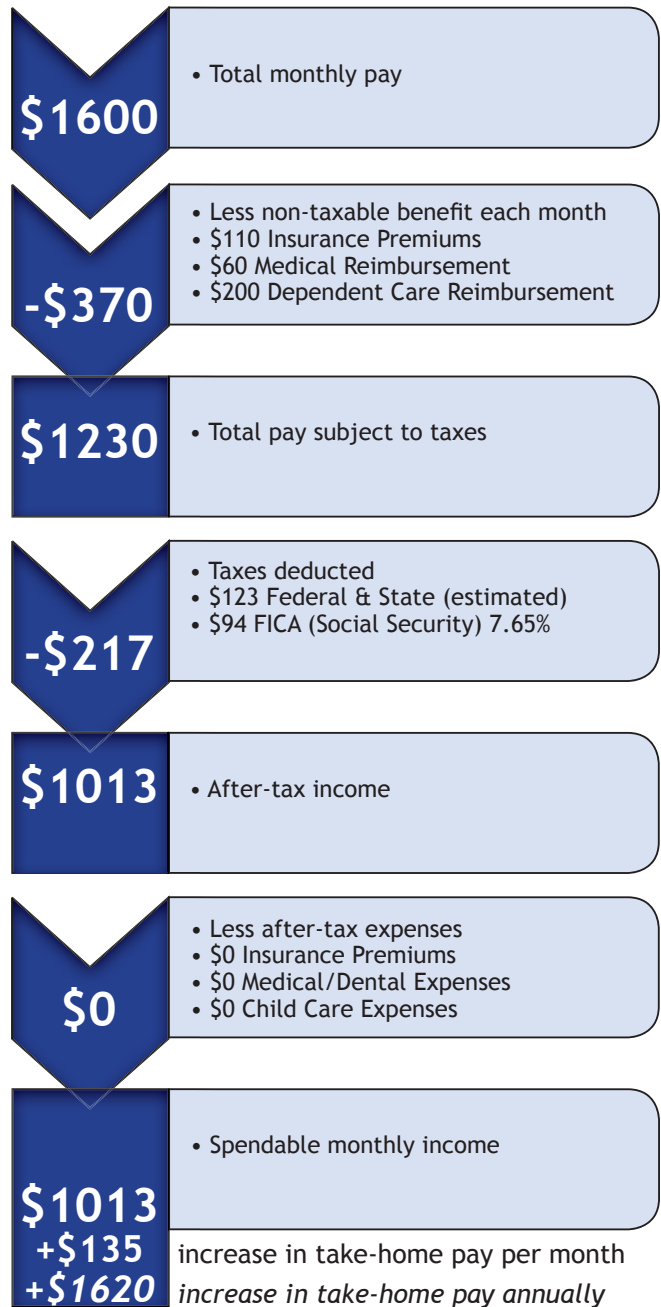 $1600
• Total monthly pay
-$370
• Less non-taxable benefit each month
• $110 Insurance Premiums
• $60 Medical Reimbursement
• $200 Dependent Care Reimbursement
$1230
• Total pay subject to taxes
-$217
• Taxes deducted
• $123 Federal & State (estimated)
• $94 FICA (Social Security) 7.65%
$1013
• After-tax income
$0
• Less after-tax expenses
• $0 Insurance Premiums
• $0 Medical/Dental Expenses
• $0 Child Care Expenses
$1013
• Spendable monthly income
+$135 increase in take-home pay per month
+$1620 increase in take-home pay annually